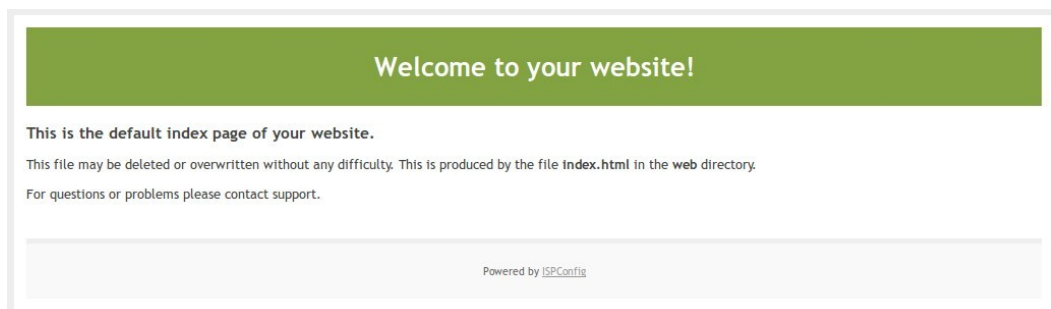 Welcome to your website!
This is the default index page of your website.
This file may be deleted or overwritten without any difficulty. This is produced by the file index.html in the web directory.
For questions or problems please contact support.
Powered by ISPConfig